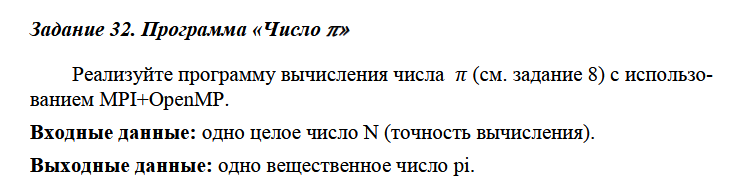 Задание 32. Программа «Число π»
Реализуйте программу вычисления числа π (см. задание 8) с использо-
ванием MPI+OpenMP.
Входные данные: одно целое число N (точность вычисления).
Выходные данные: одно вещественное число pi.